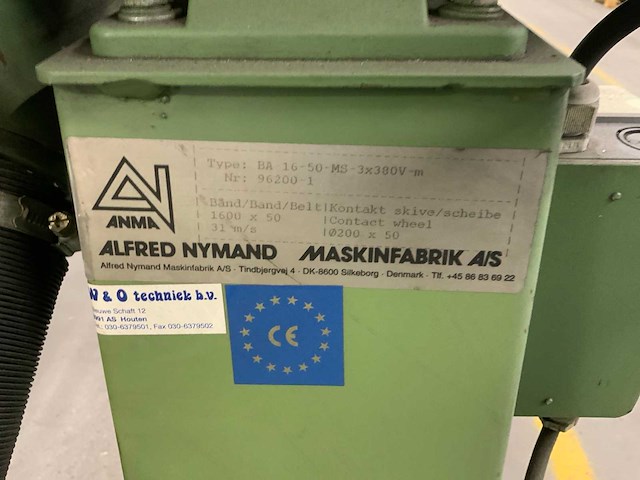 Type: BA 16-50-MS-3x380V-m
Nr: 96200-1
ANMA
Bånd/Band/Belt
1600 x 50
31 m/s
Kontakt skive/scheibe
Contact wheel
Ø200 x 50
ALFRED NYMAND MASKINFABRIK A/S
Alfred Nymand Maskinfabrik A/S · Tindbjergvej 4 · DK-8600 Silkeborg · Denmark · Tlf. +45 86 83 69 22
& O techniek b.v.
Schaft 12
AS Houten
030-6379501, Fax 030-6379502
CE